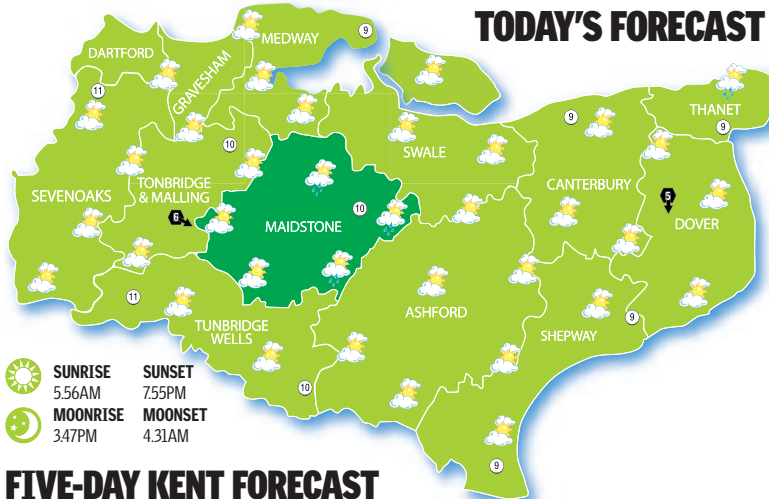 TODAY'S FORECAST
MEDWAY
9
DARTFORD
GRAVESHAM
11
THANET
9
9
10
SWALE
SEVENOAKS
TONBRIDGE
& MALLING
CANTERBURY
6
10
5
MAIDSTONE
DOVER
11
ASHFORD
9
TUNBRIDGE
WELLS
SHEPWAY
10
9
SUNRISE SUNSET
5.56AM 7.55PM
MOONRISE MOONSET
3.47PM 4.31AM
FIVE-DAY KENT FORECAST